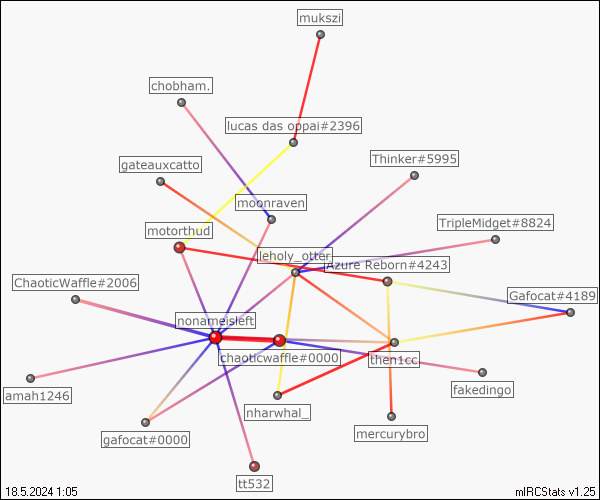 mukszi
chobham.
lucas das oppai#2396
Thinker#5995
gateauxcatto
moonraven
TripleMidget#8824
motorthud
leholy_otter
Azure Reborn#4243
ChaoticWaffle#2006
Gafocat#4189
nonameisleft
chaoticwaffle#0000
fakedingo
amah1246
nharwhal_
mercurybro
gafocat#0000
tt532
18.5.2024 1:05
mIRCStats v1.25